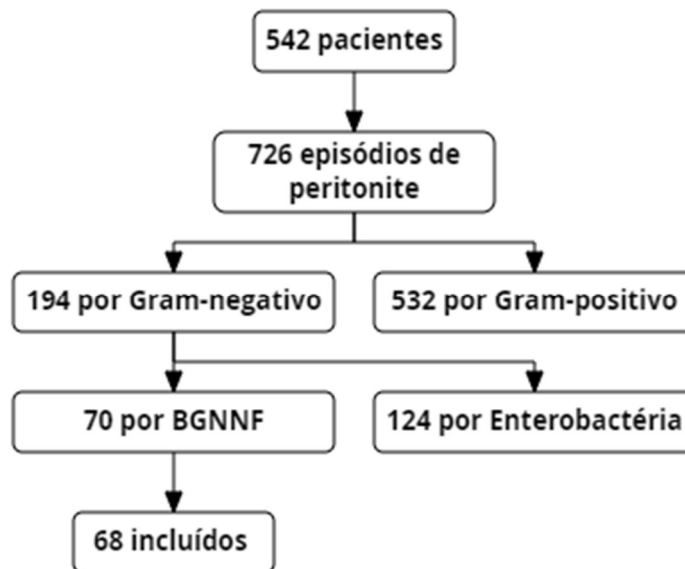 542 pacientes
726 episódios de
peritonite
194 por Gram-negativo
532 por Gram-positivo
70 por BGNNF
124 por Enterobactéria
68 incluídos